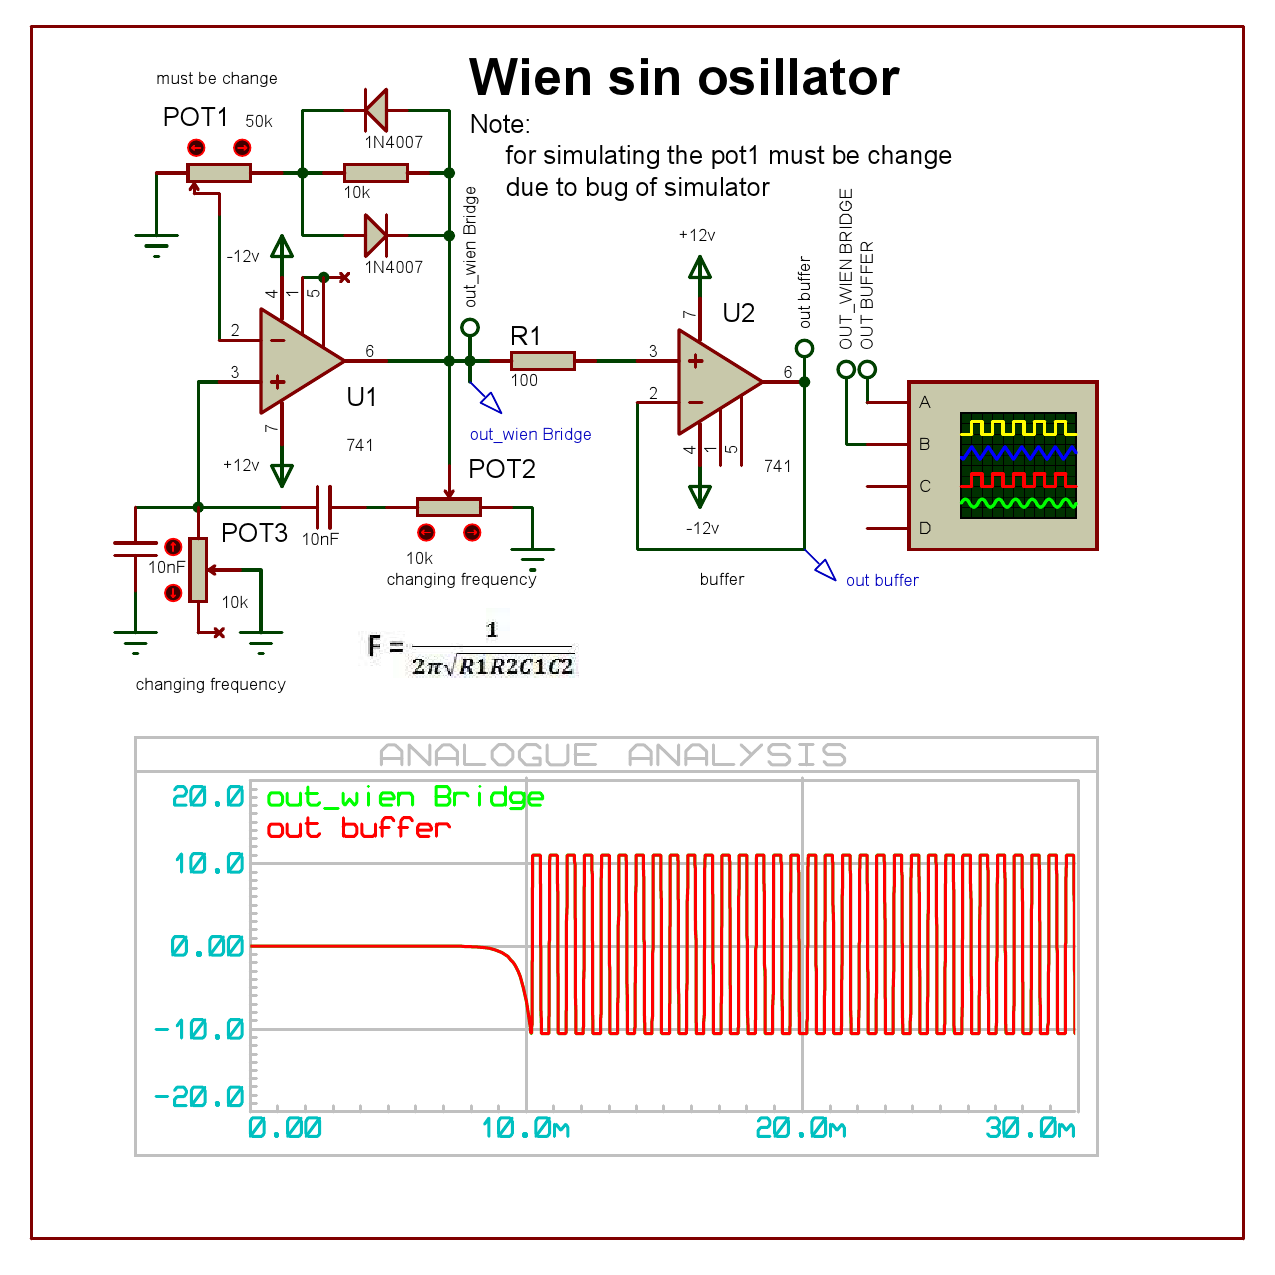 Wien sin osillator
Note:
for simulating the pot1 must be change
due to bug of simulator
must be change
POT1
50k
1N4007
10k
1N4007
out_wien Bridge
-12v
4
1
5
2
3
6
7
U1
741
+12v
R1
100
out_wien Bridge
+12v
7
U2
3
2
6
4
1
5
741
-12v
out buffer
buffer
out buffer
OUT_WIEN BRIDGE
OUT BUFFER
A
B
C
D
POT2
10k
changing frequency
10nF
POT3
10nF
10k
changing frequency
F = 1
2π√R1R2C1C2
ANALOGUE ANALYSIS
out_wien Bridge
out buffer
20.0
10.0
0.00
-10.0
-20.0
0.00 10.0m 20.0m 30.0m